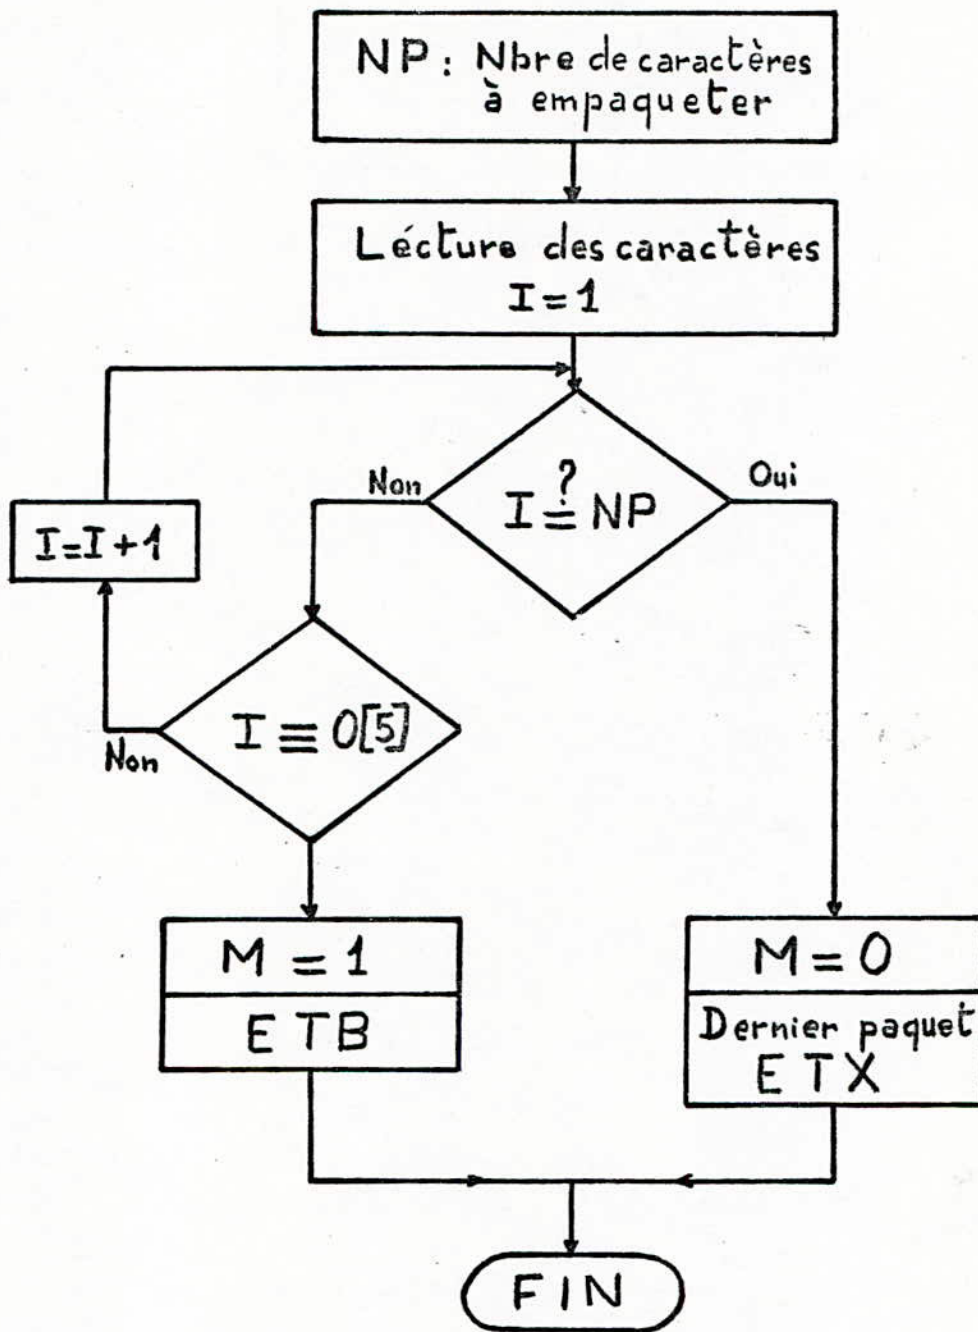 NP : Nbre de caractères
à empaqueter
Lécture des caractères
I = 1
Non
?
I = NP
Oui
I = I + 1
I ≡ 0[5]
Non
M = 1
ETB
M = 0
Dernier paquet
ETX
FIN